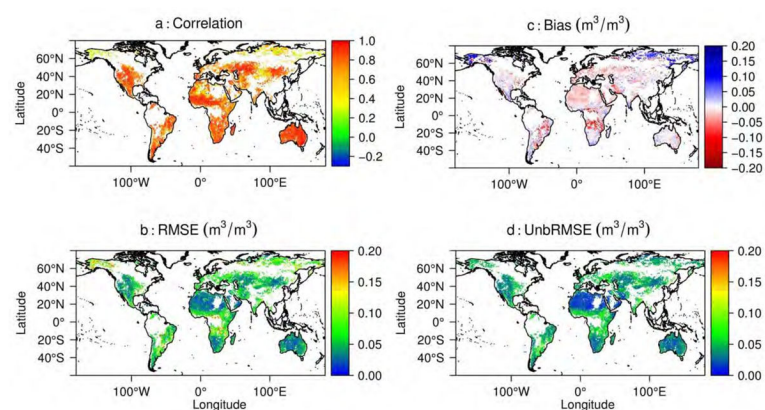 a : Correlation
Latitude
60°N
40°N
20°N
0°
20°S
40°S
100°W
0°
100°E
1.0
0.8
0.6
0.4
0.2
0.0
−0.2
c : Bias (m³/m³)
Latitude
60°N
40°N
20°N
0°
20°S
40°S
100°W
0°
100°E
0.20
0.15
0.10
0.05
0.00
−0.05
−0.10
−0.15
−0.20
b : RMSE (m³/m³)
Latitude
60°N
40°N
20°N
0°
20°S
40°S
100°W
0°
100°E
Longitude
0.20
0.15
0.10
0.05
0.00
d : UnbRMSE (m³/m³)
Latitude
60°N
40°N
20°N
0°
20°S
40°S
100°W
0°
100°E
Longitude
0.20
0.15
0.10
0.05
0.00